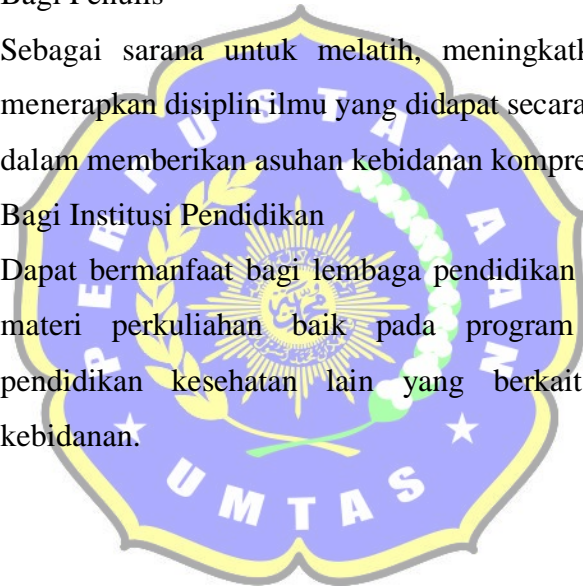 Bagi Penulis
Sebagai sarana untuk melatih, meningkatk
menerapkan disiplin ilmu yang didapat secara
dalam memberikan asuhan kebidanan kompre
Bagi Institusi Pendidikan
Dapat bermanfaat bagi lembaga pendidikan
materi perkuliahan baik pada program
pendidikan kesehatan lain yang berkait
kebidanan.
PERPUSTAKAAN
UMTAS